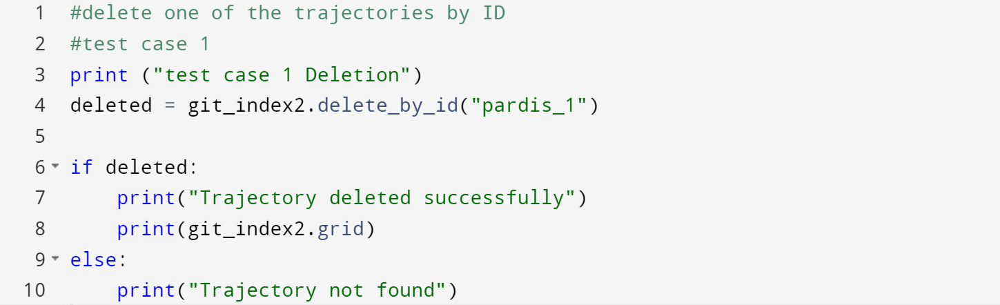 1 #delete one of the trajectories by ID
2 #test case 1
3 print ("test case 1 Deletion")
4 deleted = git_index2.delete_by_id("pardis_1")
5
6 if deleted:
7     print("Trajectory deleted successfully")
8     print(git_index2.grid)
9 else:
10     print("Trajectory not found")